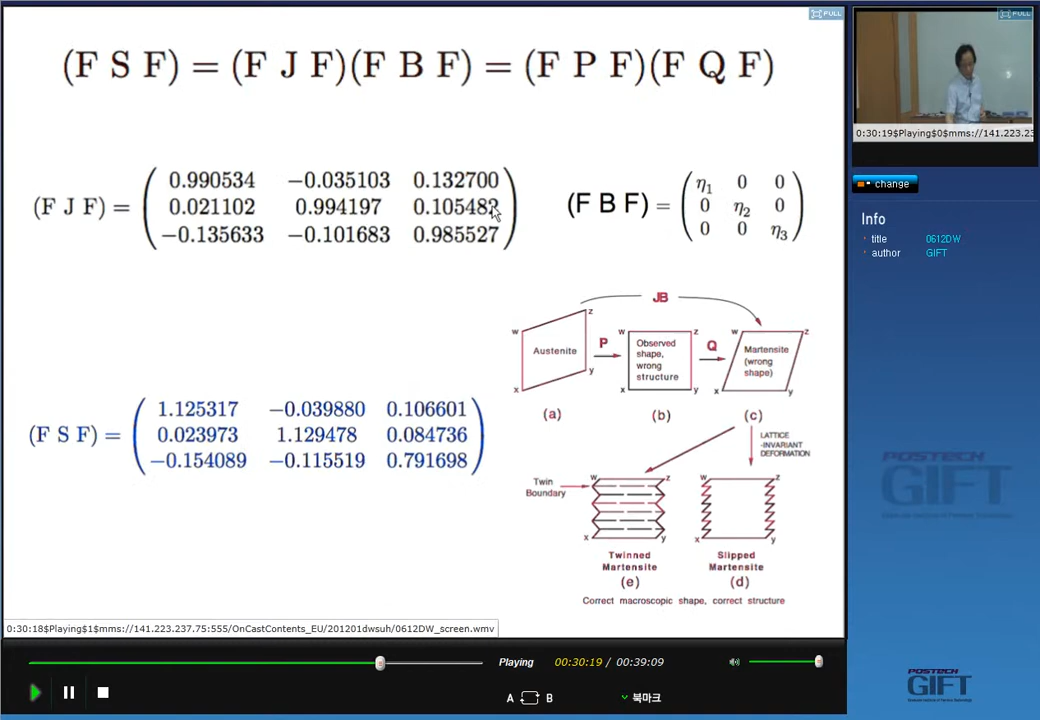 (F S F) = (F J F)(F B F) = (F P F)(F Q F)
(F J F) = ( 0.990534 −0.035103 0.132700
0.021102 0.994197 0.105482
−0.135633 −0.101683 0.985527 )
(F B F) = ( η1 0 0
0 η2 0
0 0 η3 )
(F S F) = ( 1.125317 −0.039880 0.106601
0.023973 1.129478 0.084736
−0.154089 −0.115519 0.791698 )
JB
w z w z w z
Austenite
P
Observed
shape,
wrong
structure
Q
Martensite
(wrong
shape)
x y x y x y
(a) (b) (c)
LATTICE
-INVARIANT
DEFORMATION
Twin
Boundary
w z w z
x y x y
Twinned
Martensite
(e)
Slipped
Martensite
(d)
Correct macroscopic shape, correct structure
0:30:18$Playing$1$mms://141.223.237.75:555/OnCastContents_EU/201201dwsuh/0612DW_screen.wmv
FULL
FULL
0:30:19$Playing$0$mms://141.223.23
change
Info
title 0612DW
author GIFT
POSTECH
GIFT
Playing 00:30:19 / 00:39:09
A B
북마크
POSTECH
GIFT